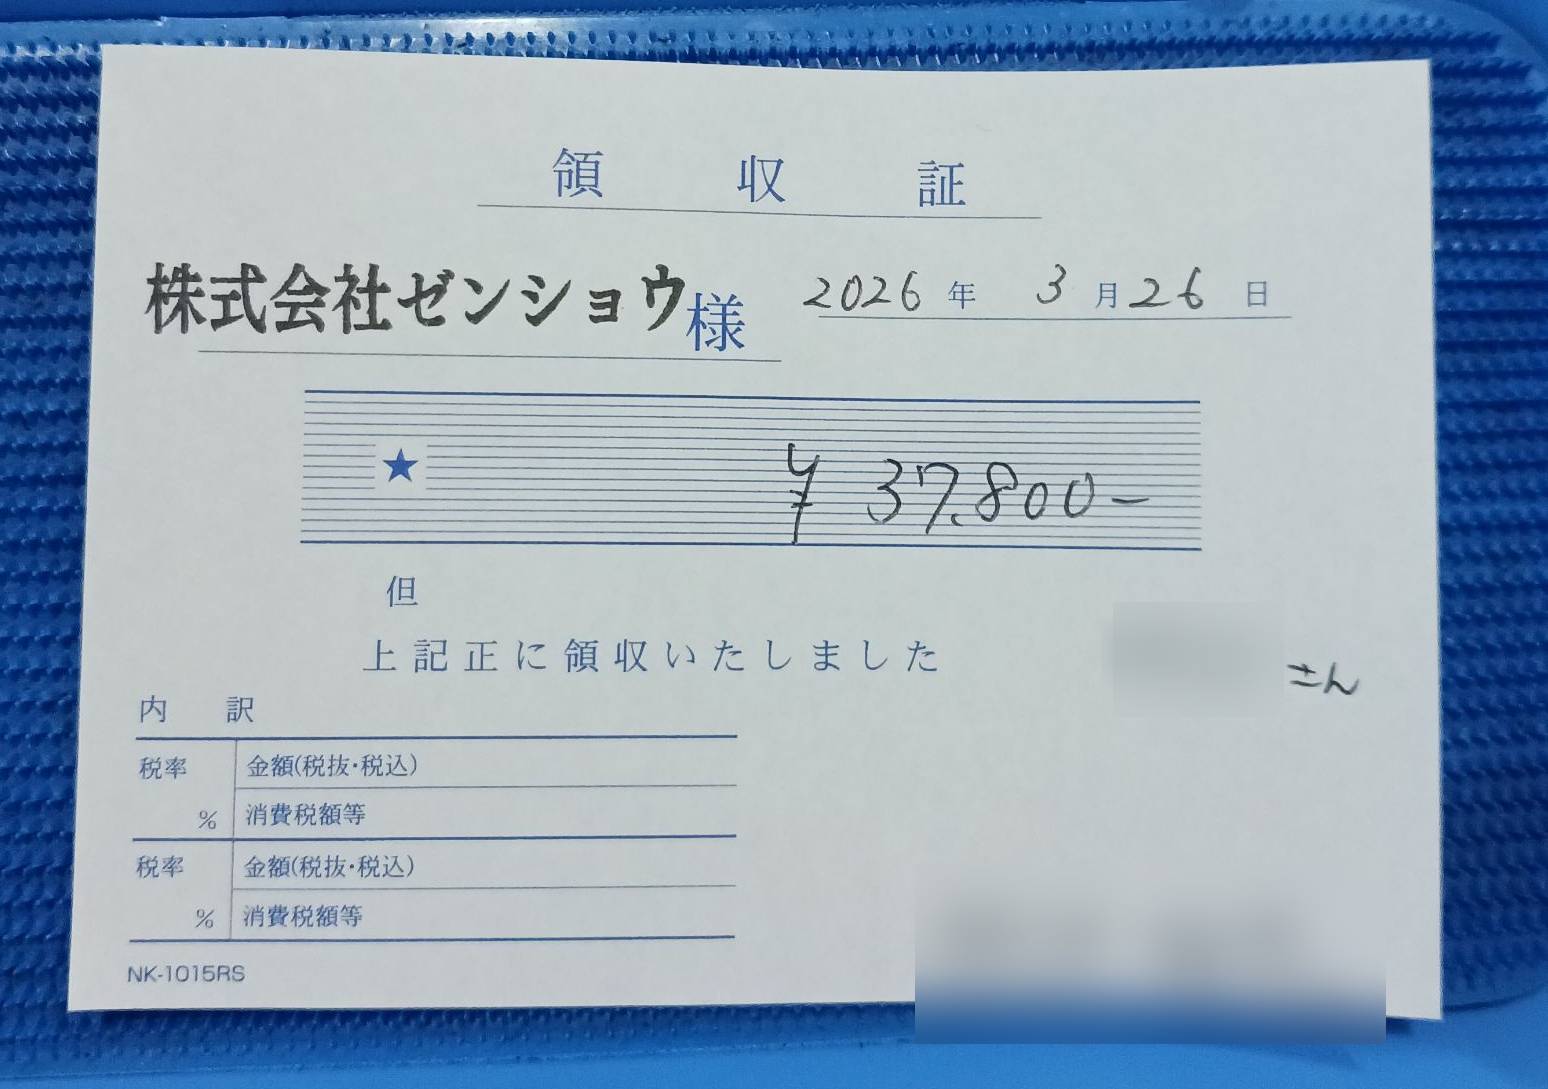 領収証
株式会社ゼンショウ様 2026年3月26日
★ ¥37,800-
但
上記正に領収いたしました
さん
内訳
税率 金額(税抜・税込)
% 消費税額等
税率 金額(税抜・税込)
% 消費税額等
NK-1015RS